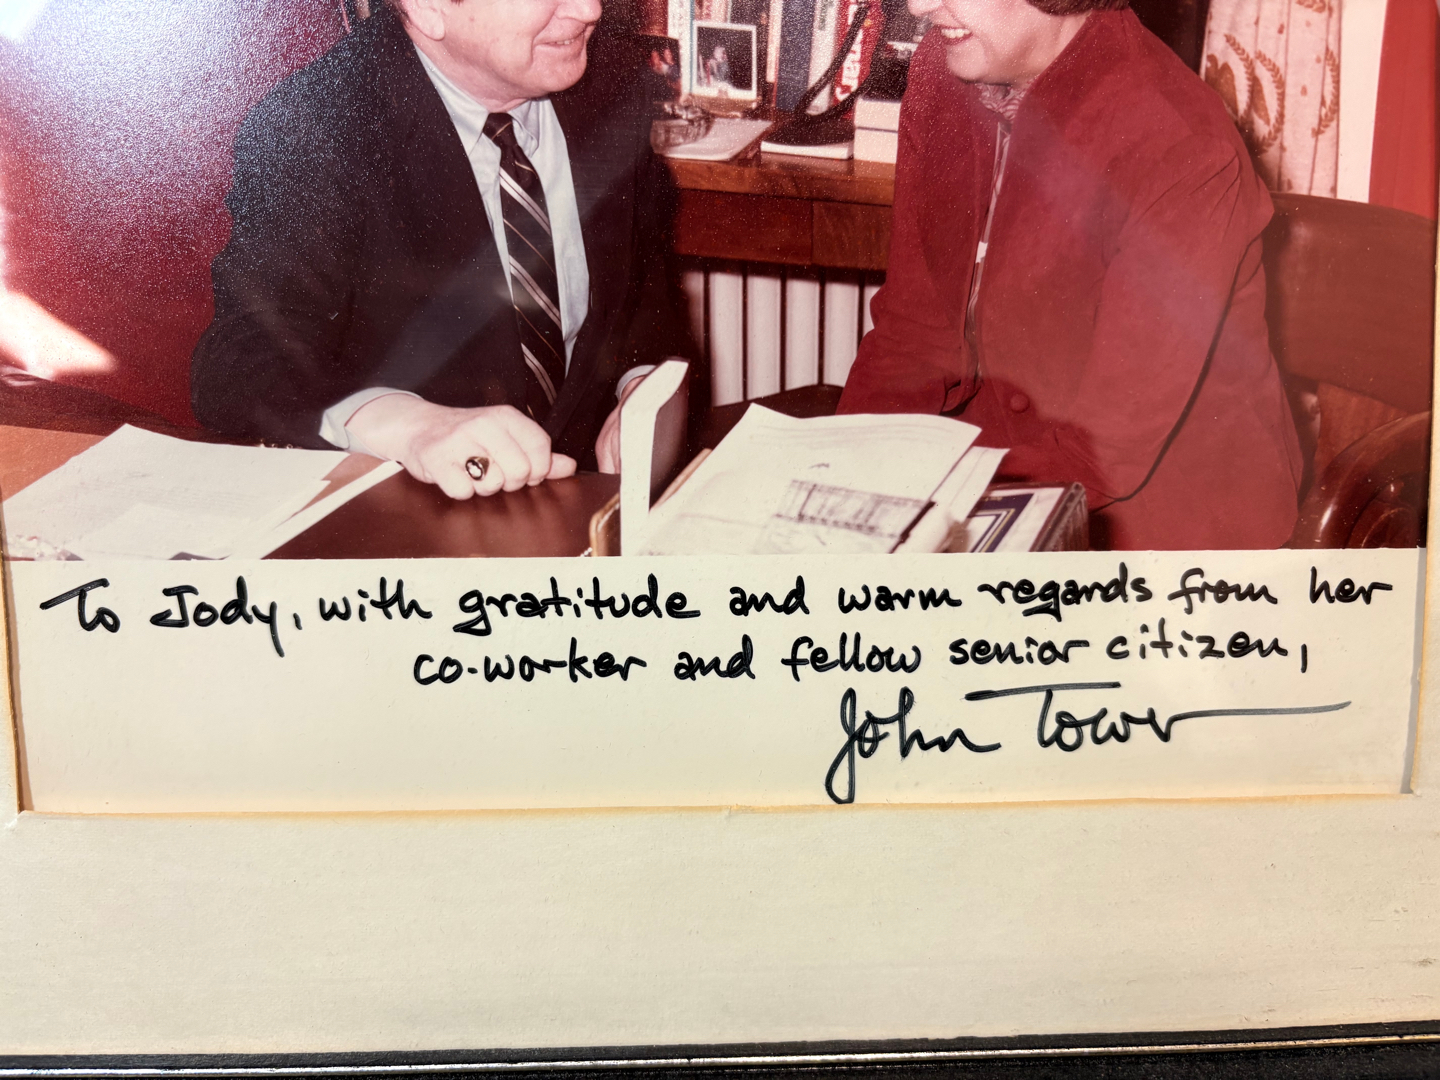 To Jody, with gratitude and warm regards from her
co-worker and fellow senior citizen,
John Tower